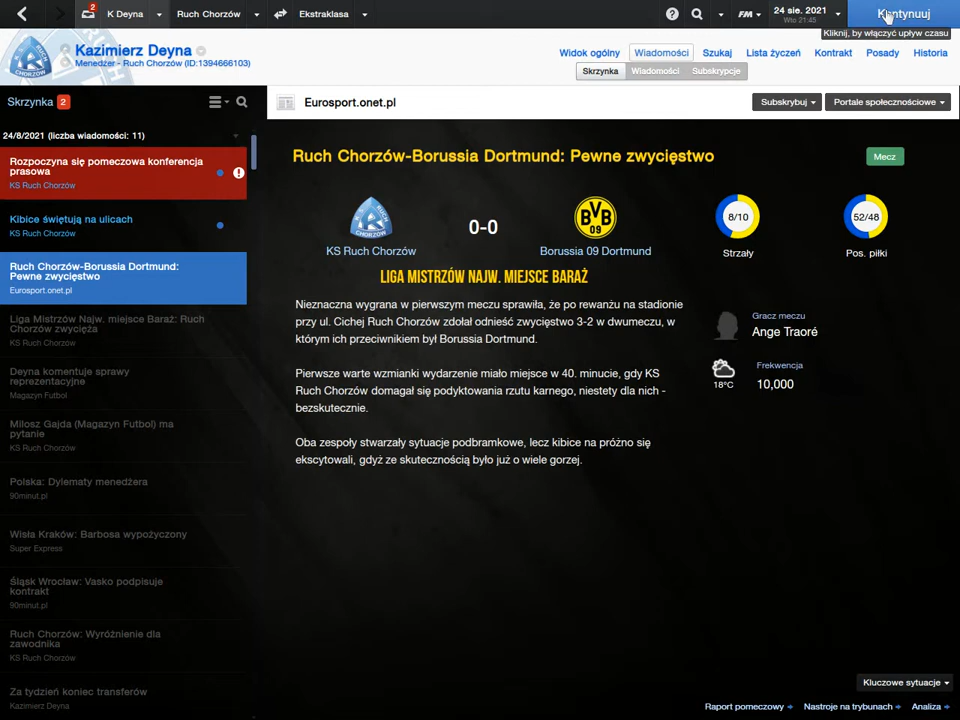 2
K Deyna
Ruch Chorzów
Ekstraklasa
FM
24 sie. 2021
Wto 21:45
Kontynuuj
Kliknij, by włączyć upływ czasu
Kazimierz Deyna
Menedżer - Ruch Chorzów (ID:1394666103)
Widok ogólny
Wiadomości
Szukaj
Lista życzeń
Kontrakt
Posady
Historia
Skrzynka
Wiadomości
Subskrypcje
Skrzynka 2
Eurosport.onet.pl
Subskrybuj
Portale społecznościowe
24/8/2021 (liczba wiadomości: 11)
Rozpoczyna się pomeczowa konferencja
prasowa
KS Ruch Chorzów
Kibice świętują na ulicach
KS Ruch Chorzów
Ruch Chorzów-Borussia Dortmund:
Pewne zwycięstwo
Eurosport.onet.pl
Liga Mistrzów Najw. miejsce Baraż: Ruch
Chorzów zwycięża
KS Ruch Chorzów
Deyna komentuje sprawy
reprezentacyjne
Magazyn Futbol
Milosz Gajda (Magazyn Futbol) ma
pytanie
KS Ruch Chorzów
Polska: Dylematy menedżera
90minut.pl
Wisła Kraków: Barbosa wypożyczony
Super Express
Śląsk Wrocław: Vasko podpisuje
kontrakt
90minut.pl
Ruch Chorzów: Wyróżnienie dla
zawodnika
KS Ruch Chorzów
Za tydzień koniec transferów
Kazimierz Deyna
Ruch Chorzów-Borussia Dortmund: Pewne zwycięstwo
Mecz
RUCH
CHORZÓW
KS Ruch Chorzów
0-0
BVB
09
Borussia 09 Dortmund
8/10
Strzały
52/48
Pos. piłki
LIGA MISTRZÓW NAJW. MIEJSCE BARAŻ
Nieznaczna wygrana w pierwszym meczu sprawiła, że po rewanżu na stadionie
przy ul. Cichej Ruch Chorzów zdołał odnieść zwycięstwo 3-2 w dwumeczu, w
którym ich przeciwnikiem był Borussia Dortmund.
Pierwsze warte wzmianki wydarzenie miało miejsce w 40. minucie, gdy KS
Ruch Chorzów domagał się podyktowania rzutu karnego, niestety dla nich -
bezskutecznie.
Oba zespoły stwarzały sytuacje podbramkowe, lecz kibice na próżno się
ekscytowali, gdyż ze skutecznością było już o wiele gorzej.
Gracz meczu
Ange Traoré
18°C
Frekwencja
10,000
Kluczowe sytuacje
Raport pomeczowy
Nastroje na trybunach
Analiza